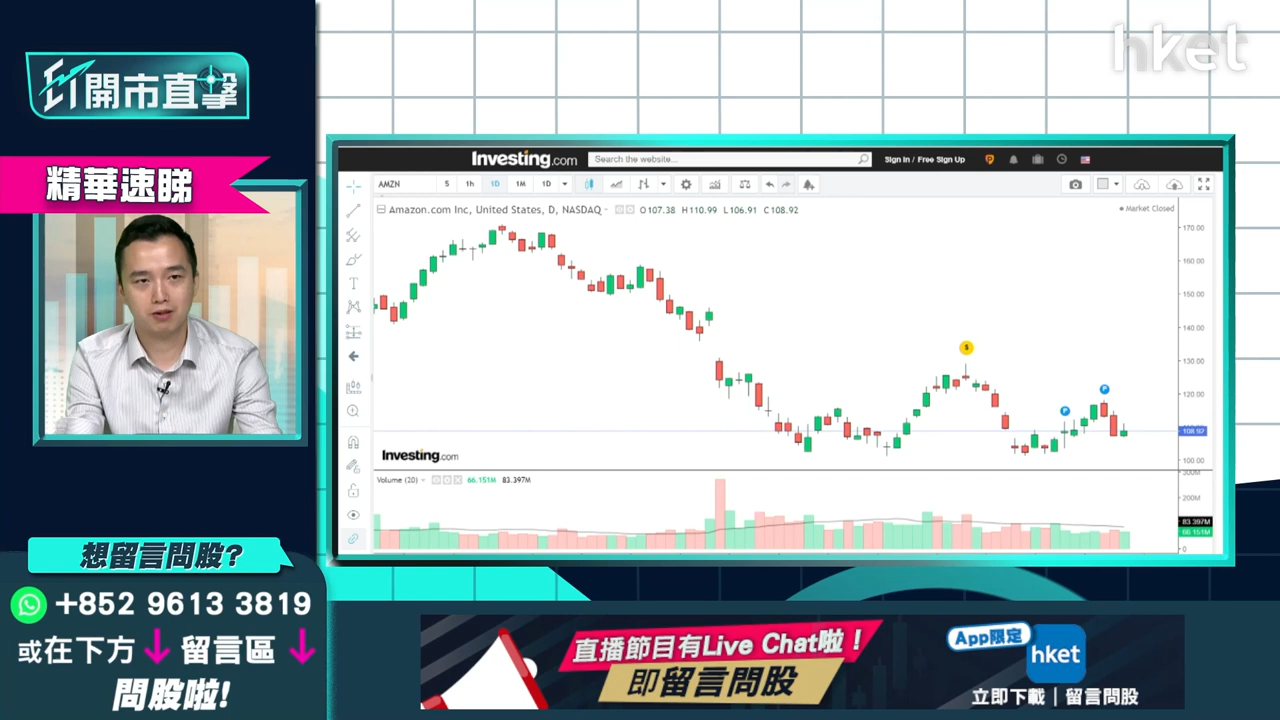 hket
ET開市直擊
精華速睇
Investing.com
Search the website...
Sign In / Free Sign Up
AMZN
5
1h
1D
1M
1D
Amazon.com Inc, United States, D, NASDAQ
O107.38 H110.99 L106.91 C108.92
Market Closed
170.00
160.00
150.00
140.00
130.00
120.00
108.92
100.00
$
P
P
Investing.com
Volume (20)
66.151M
83.397M
300M
200M
83.397M
66.151M
0
想留言問股?
+852 9613 3819
或在下方 留言區
問股啦!
直播節目有Live Chat啦!
即留言問股
App限定
hket
立即下載|留言問股